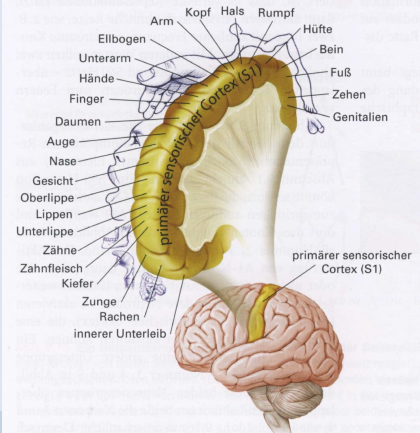 Kopf
Hals
Rumpf
Arm
Hüfte
Ellbogen
Bein
Unterarm
Fuß
Hände
Zehen
Finger
Genitalien
Daumen
Auge
Nase
Gesicht
Oberlippe
Lippen
Unterlippe
Zähne
Zahnfleisch
Kiefer
Zunge
Rachen
innerer Unterleib
primärer sensorischer Cortex (S1)
primärer sensorischer
Cortex (S1)